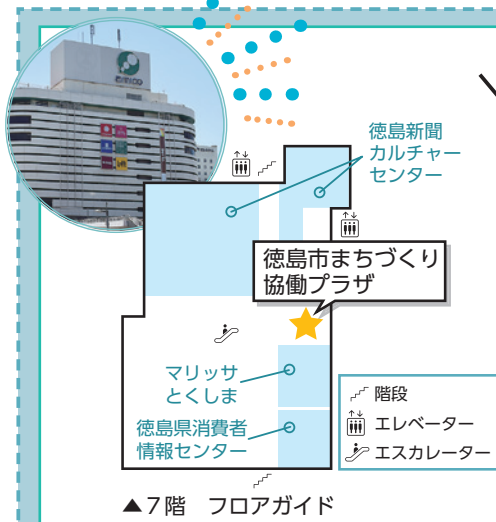 徳島新聞
カルチャー
センター
徳島市まちづくり
協働プラザ
マリッサ
とくしま
徳島県消費者
情報センター
階段
エレベーター
エスカレーター
▲7階 フロアガイド